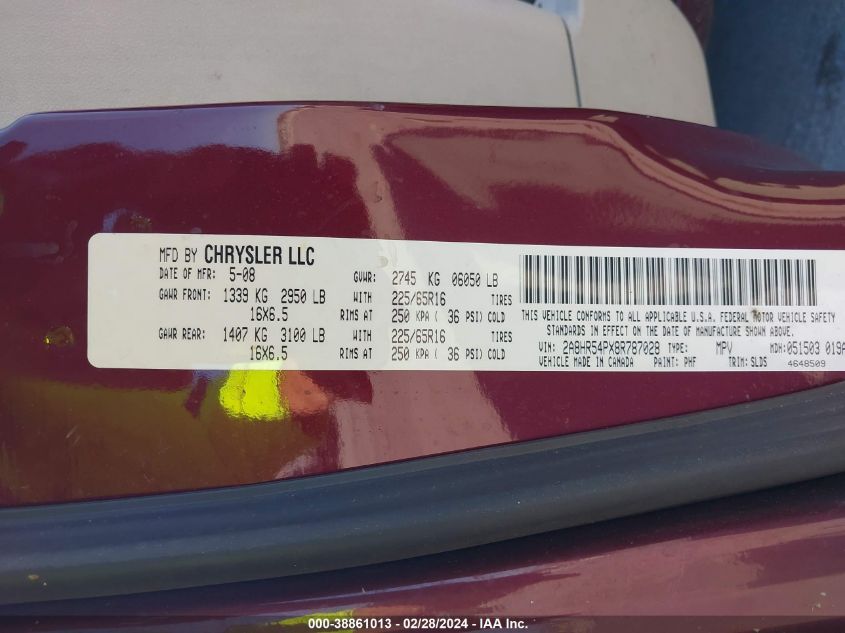 MFD BY CHRYSLER LLC
DATE OF MFR: 5-08 GVWR: 2745 KG 06050 LB
GAWR FRONT: 1339 KG 2950 LB WITH 225/65R16 TIRES
16X6.5 RIMS AT 250 KPA ( 36 PSI) COLD
GAWR REAR: 1407 KG 3100 LB WITH 225/65R16 TIRES
16X6.5 RIMS AT 250 KPA ( 36 PSI) COLD
THIS VEHICLE CONFORMS TO ALL APPLICABLE U.S.A. FEDERAL MOTOR VEHICLE SAFETY
STANDARDS IN EFFECT ON THE DATE OF MANUFACTURE SHOWN ABOVE.
VIN: 2A8HR54PX8R787028 TYPE: MPV MDH: 051503 019A
VEHICLE MADE IN CANADA PAINT: PHF TRIM: SLDS 4648509
000-38861013 - 02/28/2024 - IAA Inc.